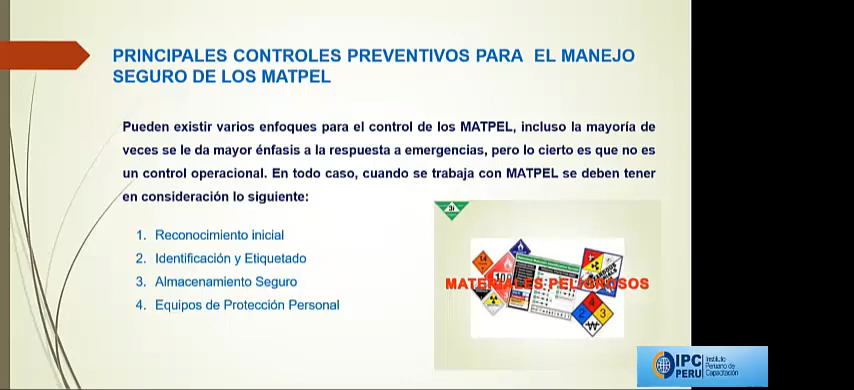 PRINCIPALES CONTROLES PREVENTIVOS PARA EL MANEJO
SEGURO DE LOS MATPEL
Pueden existir varios enfoques para el control de los MATPEL, incluso la mayoría de
veces se le da mayor énfasis a la respuesta a emergencias, pero lo cierto es que no es
un control operacional. En todo caso, cuando se trabaja con MATPEL se deben tener
en consideración lo siguiente:
1. Reconocimiento inicial
2. Identificación y Etiquetado
3. Almacenamiento Seguro
4. Equipos de Protección Personal
MATERIALES PELIGROSOS
4
2 3
W
IPC
PERU
Instituto
Peruano de
Capacitación